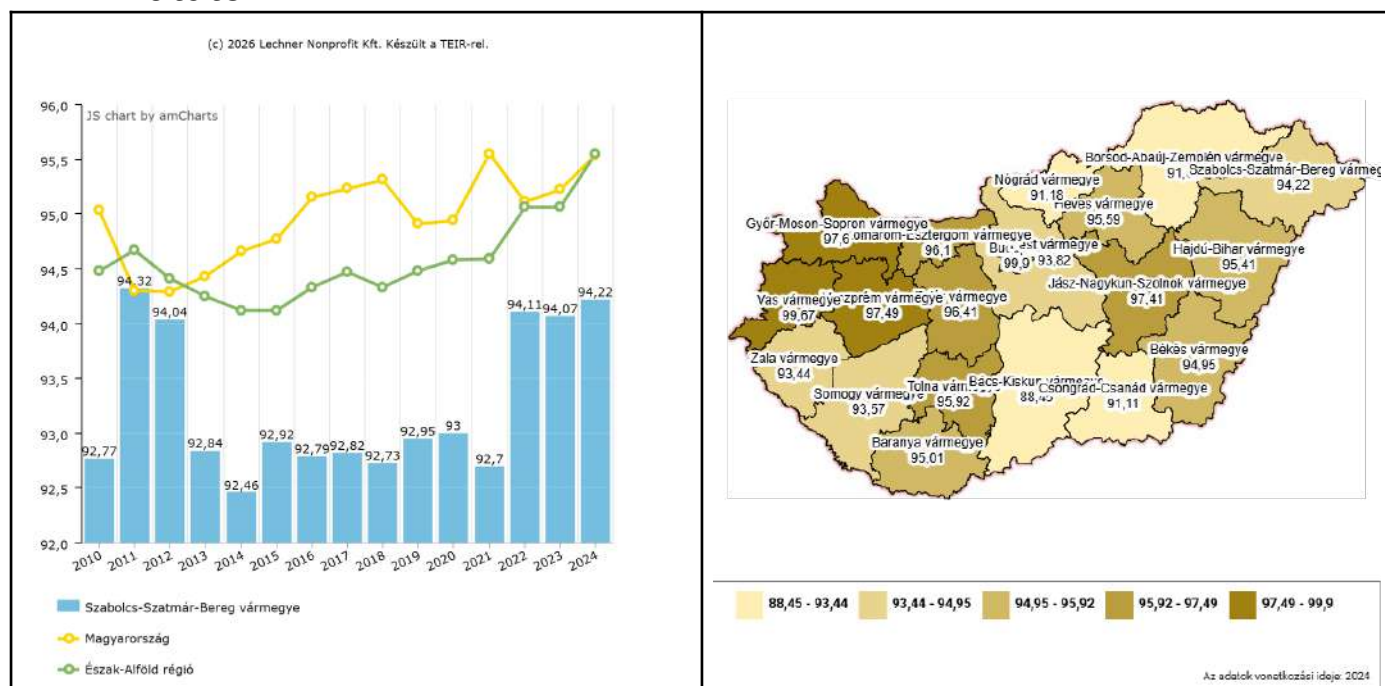 (c) 2026 Lechner Nonprofit Kft. Készült a TEIR-rel.
JS chart by amCharts
96,0
95,5
95,0
94,5
94,0
93,5
93,0
92,5
92,0
92,77
94,32
94,04
92,84
92,46
92,92
92,79
92,82
92,73
92,95
93
92,7
94,11
94,07
94,22
2010
2011
2012
2013
2014
2015
2016
2017
2018
2019
2020
2021
2022
2023
2024
Szabolcs-Szatmár-Bereg vármegye
Magyarország
Észak-Alföld régió
Borsod-Abaúj-Zemplén vármegye
Szabolcs-Szatmár-Bereg
94,22
Nógrád vármegye
91,18
Heves vármegye
95,59
Győr-Moson-Sopron vármegye
97,6
vármegye
96,1
vármegye
99,9
93,82
Hajdú-Bihar vármegye
95,41
Jász-Nagykun-Szolnok vármegye
97,41
Vas vármegye
99,67
vármegye
97,49
vármegye
96,41
Békés vármegye
94,95
Zala vármegye
93,44
Somogy vármegye
93,57
Tolna
95,92
Bács-Kiskun
88,45
Csongrád-Csanád vármegye
91,11
Baranya vármegye
95,01
88,45 - 93,44
93,44 - 94,95
94,95 - 95,92
95,92 - 97,49
97,49 - 99,9
Az adatok vonatkozási ideje: 2024